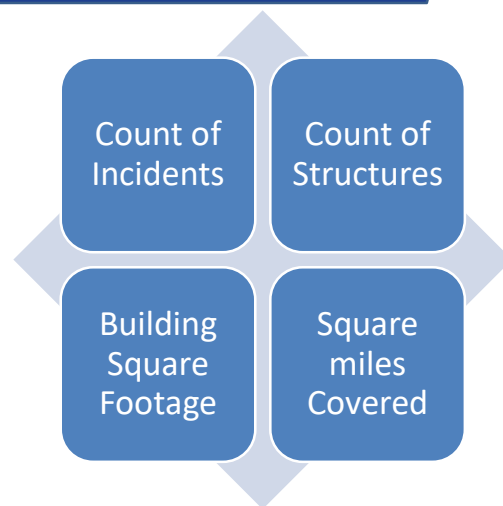 Count of
Incidents
Count of
Structures
Building
Square
Footage
Square
miles
Covered